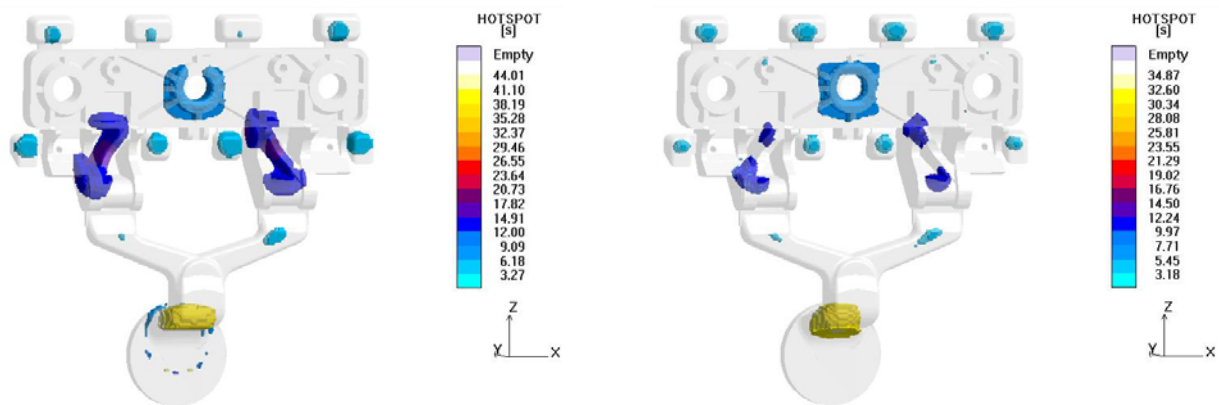 HOTSPOT
[s]
Empty
44.01
41.10
38.19
35.28
32.37
29.46
26.55
23.64
20.73
17.82
14.91
12.00
9.09
6.18
3.27
Z
Y
X
HOTSPOT
[s]
Empty
34.87
32.60
30.34
28.08
25.81
23.55
21.29
19.02
16.76
14.50
12.24
9.97
7.71
5.45
3.18
Z
Y
X